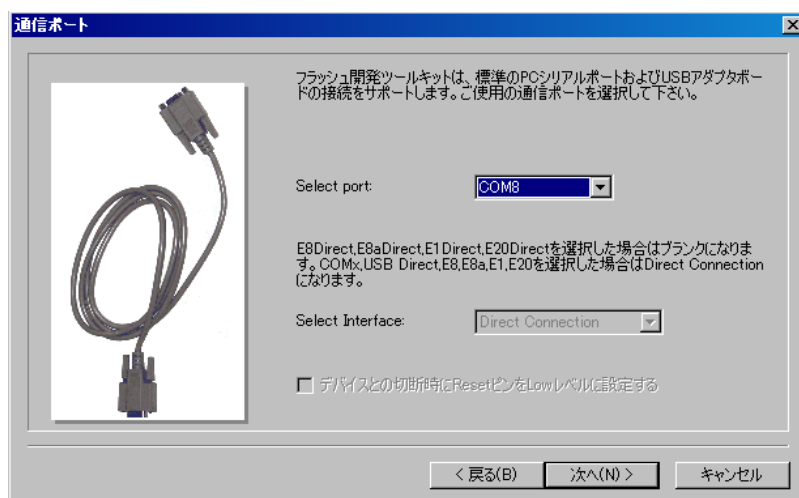 通信ポート
フラッシュ開発ツールキットは、標準のPCシリアルポートおよびUSBアダプタボー
ドの接続をサポートします。ご使用の通信ポートを選択して下さい。
Select port: COM8
E8Direct,E8aDirect,E1Direct,E20Directを選択した場合はブランクになりま
す。COMx,USB Direct,E8,E8a,E1,E20を選択した場合はDirect Connection
になります。
Select Interface: Direct Connection
デバイスとの切断時にResetピンをLowレベルに設定する
< 戻る(B) 次へ(N) > キャンセル